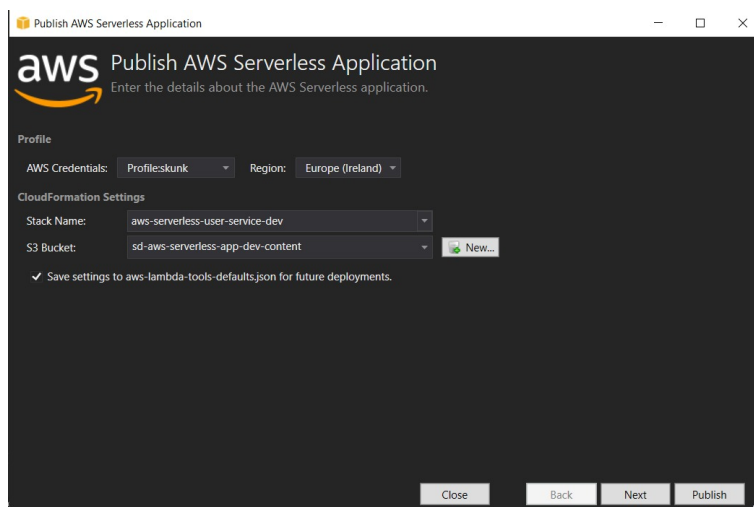 Publish AWS Serverless Application
aws
Publish AWS Serverless Application
Enter the details about the AWS Serverless application.
Profile
AWS Credentials: Profile:skunk Region: Europe (Ireland)
CloudFormation Settings
Stack Name: aws-serverless-user-service-dev
S3 Bucket: sd-aws-serverless-app-dev-content New...
Save settings to aws-lambda-tools-defaults.json for future deployments.
Close Back Next Publish